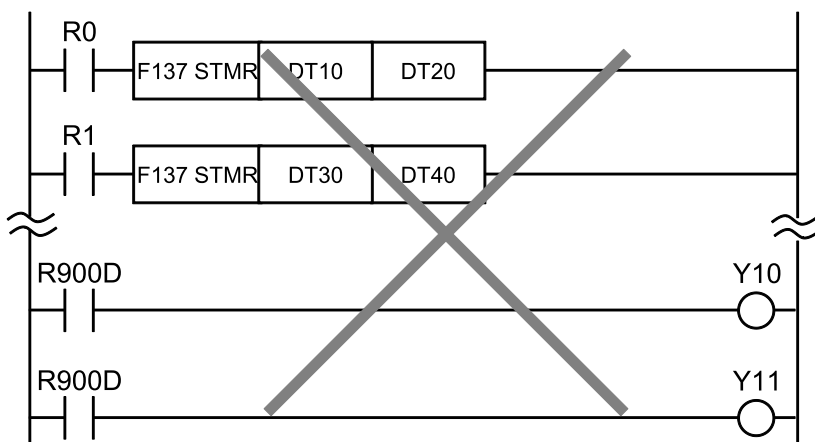 R0
F137 STMR DT10 DT20
R1
F137 STMR DT30 DT40
R900D Y10
R900D Y11